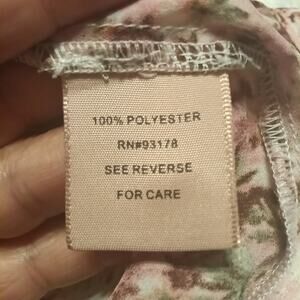 100% POLYESTER
RN#93178
SEE REVERSE
FOR CARE